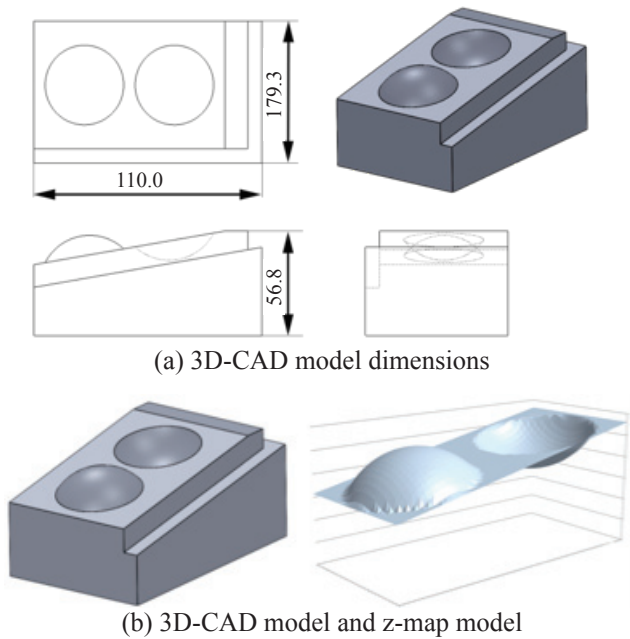 179.3
110.0
56.8
(a) 3D-CAD model dimensions
(b) 3D-CAD model and z-map model